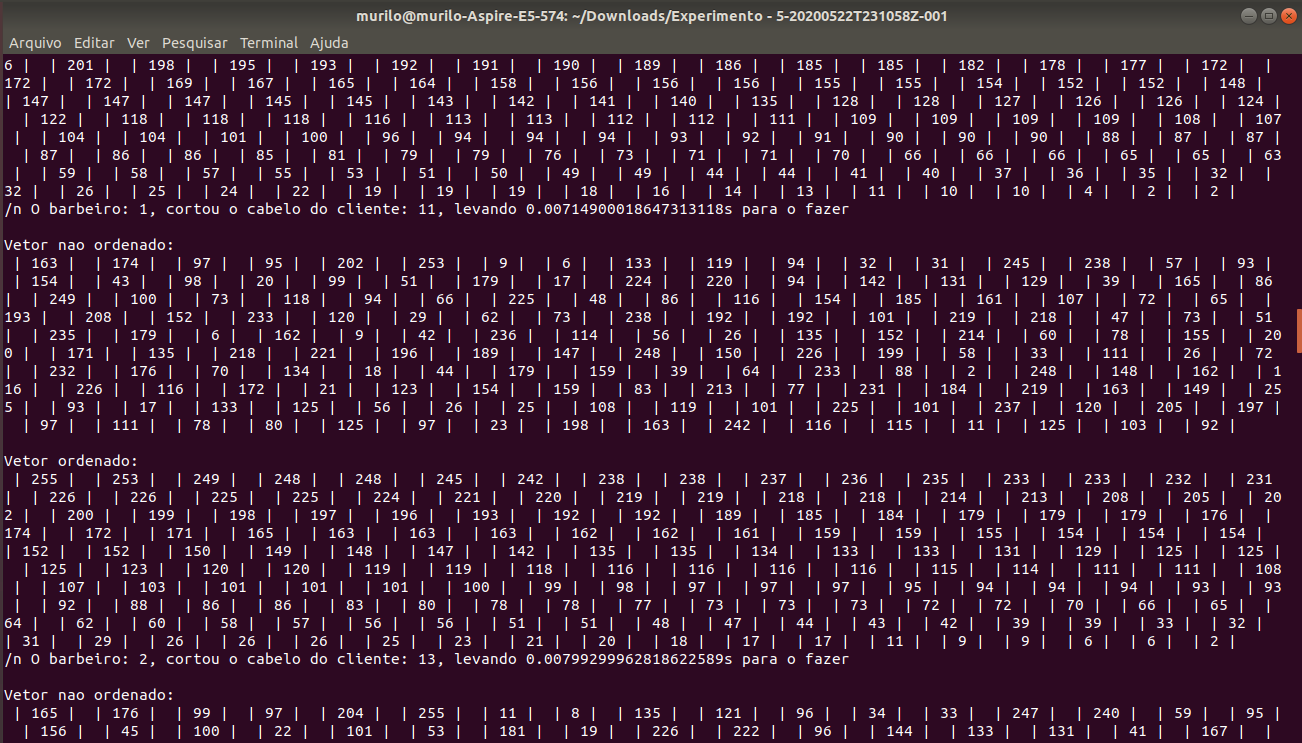 murilo@murilo-Aspire-E5-574: ~/Downloads/Experimento - 5-20200522T231058Z-001
Arquivo Editar Ver Pesquisar Terminal Ajuda
6 | | 201 | | 198 | | 195 | | 193 | | 192 | | 191 | | 190 | | 189 | | 186 | | 185 | | 185 | | 182 | | 178 | | 177 | | 172 | |
172 | | 172 | | 169 | | 167 | | 165 | | 164 | | 158 | | 156 | | 156 | | 156 | | 155 | | 155 | | 154 | | 152 | | 152 | | 148 |
| 147 | | 147 | | 147 | | 145 | | 145 | | 143 | | 142 | | 141 | | 140 | | 135 | | 128 | | 128 | | 127 | | 126 | | 126 | | 124 |
| 122 | | 118 | | 118 | | 118 | | 116 | | 113 | | 113 | | 112 | | 112 | | 111 | | 109 | | 109 | | 109 | | 109 | | 108 | | 107
| | 104 | | 104 | | 101 | | 100 | | 96 | | 94 | | 94 | | 94 | | 93 | | 92 | | 91 | | 90 | | 90 | | 90 | | 88 | | 87 | | 87 |
| 87 | | 86 | | 86 | | 85 | | 81 | | 79 | | 79 | | 76 | | 73 | | 71 | | 71 | | 70 | | 66 | | 66 | | 66 | | 65 | | 65 | | 63
| | 59 | | 58 | | 57 | | 55 | | 53 | | 51 | | 50 | | 49 | | 49 | | 44 | | 44 | | 41 | | 40 | | 37 | | 36 | | 35 | | 32 | |
32 | | 26 | | 25 | | 24 | | 22 | | 19 | | 19 | | 19 | | 18 | | 16 | | 14 | | 13 | | 11 | | 10 | | 10 | | 4 | | 2 | | 2 |
/n O barbeiro: 1, cortou o cabelo do cliente: 11, levando 0.00714900018647313118s para o fazer
Vetor nao ordenado:
| 163 | | 174 | | 97 | | 95 | | 202 | | 253 | | 9 | | 6 | | 133 | | 119 | | 94 | | 32 | | 31 | | 245 | | 238 | | 57 | | 93 |
| 154 | | 43 | | 98 | | 20 | | 99 | | 51 | | 179 | | 17 | | 224 | | 220 | | 94 | | 142 | | 131 | | 129 | | 39 | | 165 | | 86
| | 249 | | 100 | | 73 | | 118 | | 94 | | 66 | | 225 | | 48 | | 86 | | 116 | | 154 | | 185 | | 161 | | 107 | | 72 | | 65 | |
193 | | 208 | | 152 | | 233 | | 120 | | 29 | | 62 | | 73 | | 238 | | 192 | | 192 | | 101 | | 219 | | 218 | | 47 | | 73 | | 51
| | 235 | | 179 | | 6 | | 162 | | 9 | | 42 | | 236 | | 114 | | 56 | | 26 | | 135 | | 152 | | 214 | | 60 | | 78 | | 155 | | 20
0 | | 171 | | 135 | | 218 | | 221 | | 196 | | 189 | | 147 | | 248 | | 150 | | 226 | | 199 | | 58 | | 33 | | 111 | | 26 | | 72
| | 232 | | 176 | | 70 | | 134 | | 18 | | 44 | | 179 | | 159 | | 39 | | 64 | | 233 | | 88 | | 2 | | 248 | | 148 | | 162 | | 1
16 | | 226 | | 116 | | 172 | | 21 | | 123 | | 154 | | 159 | | 83 | | 213 | | 77 | | 231 | | 184 | | 219 | | 163 | | 149 | | 25
5 | | 93 | | 17 | | 133 | | 125 | | 56 | | 26 | | 25 | | 108 | | 119 | | 101 | | 225 | | 101 | | 237 | | 120 | | 205 | | 197 |
| 97 | | 111 | | 78 | | 80 | | 125 | | 97 | | 23 | | 198 | | 163 | | 242 | | 116 | | 115 | | 11 | | 125 | | 103 | | 92 |
Vetor ordenado:
| 255 | | 253 | | 249 | | 248 | | 248 | | 245 | | 242 | | 238 | | 238 | | 237 | | 236 | | 235 | | 233 | | 233 | | 232 | | 231
| | 226 | | 226 | | 225 | | 225 | | 224 | | 221 | | 220 | | 219 | | 219 | | 218 | | 218 | | 214 | | 213 | | 208 | | 205 | | 20
2 | | 200 | | 199 | | 198 | | 197 | | 196 | | 193 | | 192 | | 192 | | 189 | | 185 | | 184 | | 179 | | 179 | | 179 | | 176 | |
174 | | 172 | | 171 | | 165 | | 163 | | 163 | | 163 | | 162 | | 162 | | 161 | | 159 | | 159 | | 155 | | 154 | | 154 | | 154 |
| 152 | | 152 | | 150 | | 149 | | 148 | | 147 | | 142 | | 135 | | 135 | | 134 | | 133 | | 133 | | 131 | | 129 | | 125 | | 125 |
| 125 | | 123 | | 120 | | 120 | | 119 | | 119 | | 118 | | 116 | | 116 | | 116 | | 116 | | 115 | | 114 | | 111 | | 111 | | 108
| | 107 | | 103 | | 101 | | 101 | | 101 | | 100 | | 99 | | 98 | | 97 | | 97 | | 97 | | 95 | | 94 | | 94 | | 94 | | 93 | | 93
| | 92 | | 88 | | 86 | | 86 | | 83 | | 80 | | 78 | | 78 | | 77 | | 73 | | 73 | | 73 | | 72 | | 72 | | 70 | | 66 | | 65 | |
64 | | 62 | | 60 | | 58 | | 57 | | 56 | | 56 | | 51 | | 51 | | 48 | | 47 | | 44 | | 43 | | 42 | | 39 | | 39 | | 33 | | 32 |
| 31 | | 29 | | 26 | | 26 | | 26 | | 25 | | 23 | | 21 | | 20 | | 18 | | 17 | | 17 | | 11 | | 9 | | 9 | | 6 | | 6 | | 2 |
/n O barbeiro: 2, cortou o cabelo do cliente: 13, levando 0.00799299962818622589s para o fazer
Vetor nao ordenado:
| 165 | | 176 | | 99 | | 97 | | 204 | | 255 | | 11 | | 8 | | 135 | | 121 | | 96 | | 34 | | 33 | | 247 | | 240 | | 59 | | 95 |
| 156 | | 45 | | 100 | | 22 | | 101 | | 53 | | 181 | | 19 | | 226 | | 222 | | 96 | | 144 | | 133 | | 131 | | 41 | | 167 | |